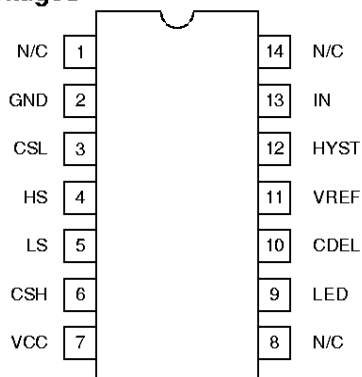 N/C 1 14 N/C
GND 2 13 IN
CSL 3 12 HYST
HS 4 11 VREF
LS 5 10 CDEL
CSH 6 9 LED
VCC 7 8 N/C